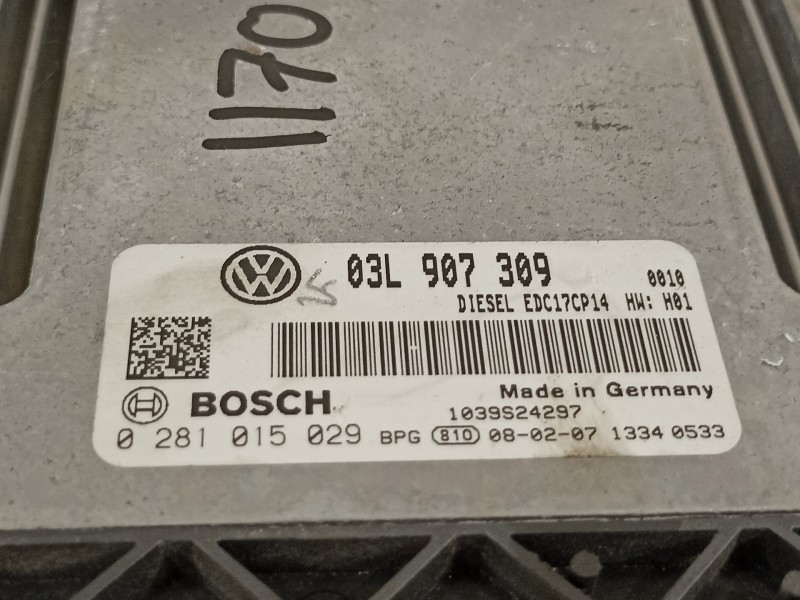 1170
VW
03L 907 309
0010
DIESEL EDC17CP14 HW: H01
BOSCH
Made in Germany
1039S24297
0 281 015 029 BPG 810 08-02-07 1334 0533